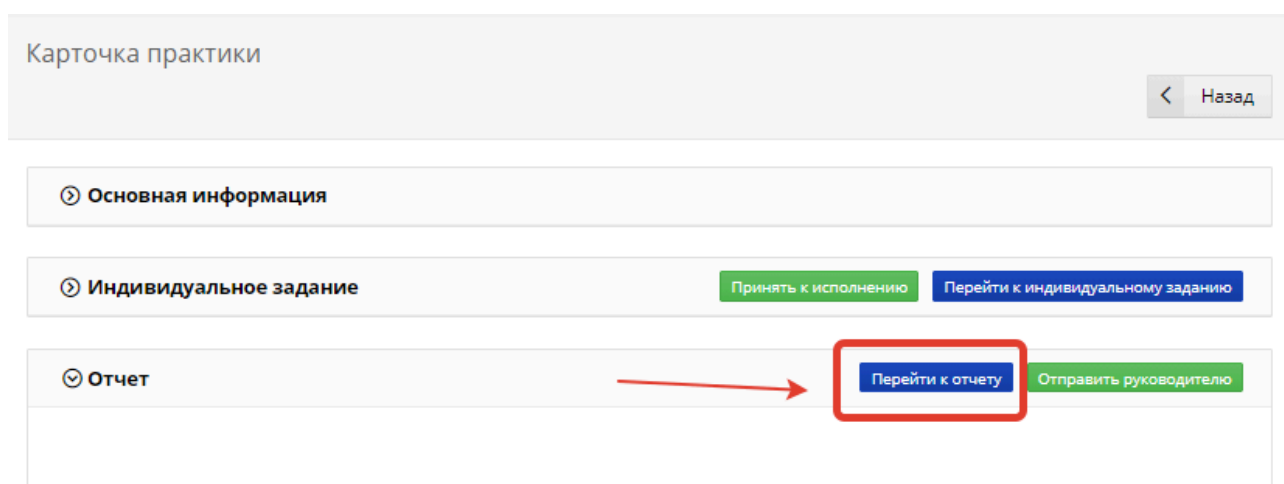 Карточка практики
Назад
Основная информация
Индивидуальное задание Принять к исполнению Перейти к индивидуальному заданию
Отчет Перейти к отчету Отправить руководителю